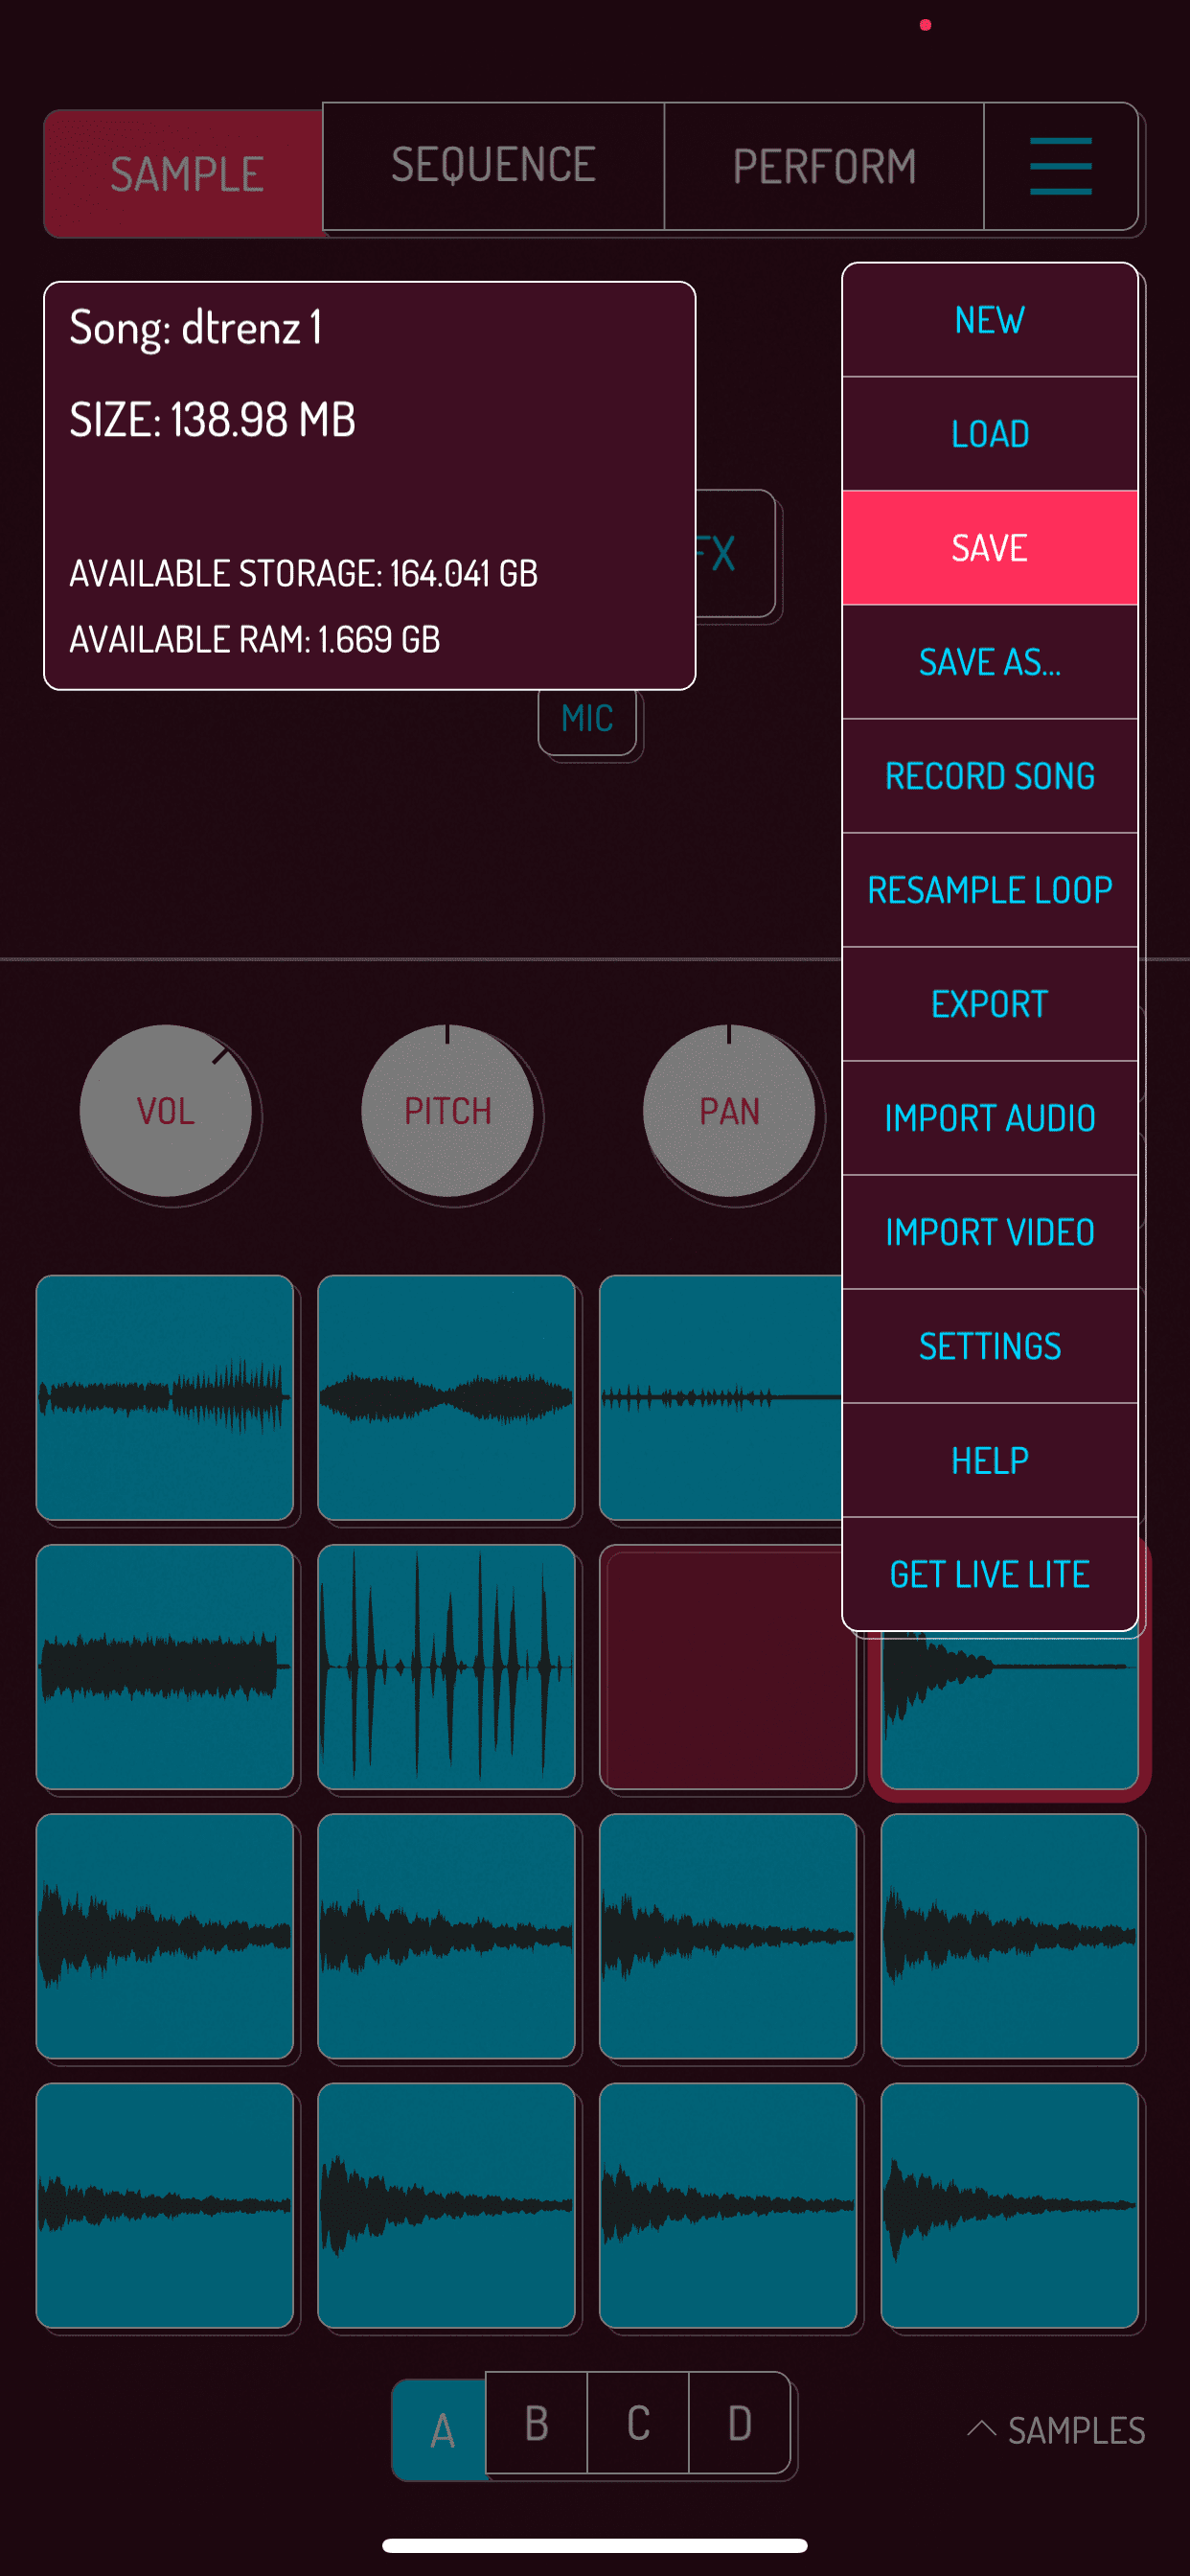 SAMPLE SEQUENCE PERFORM
Song: dtrenz 1
SIZE: 138.98 MB
AVAILABLE STORAGE: 164.041 GB
AVAILABLE RAM: 1.669 GB
FX
MIC
NEW
LOAD
SAVE
SAVE AS...
RECORD SONG
RESAMPLE LOOP
EXPORT
IMPORT AUDIO
IMPORT VIDEO
SETTINGS
HELP
GET LIVE LITE
VOL PITCH PAN
A B C D
SAMPLES